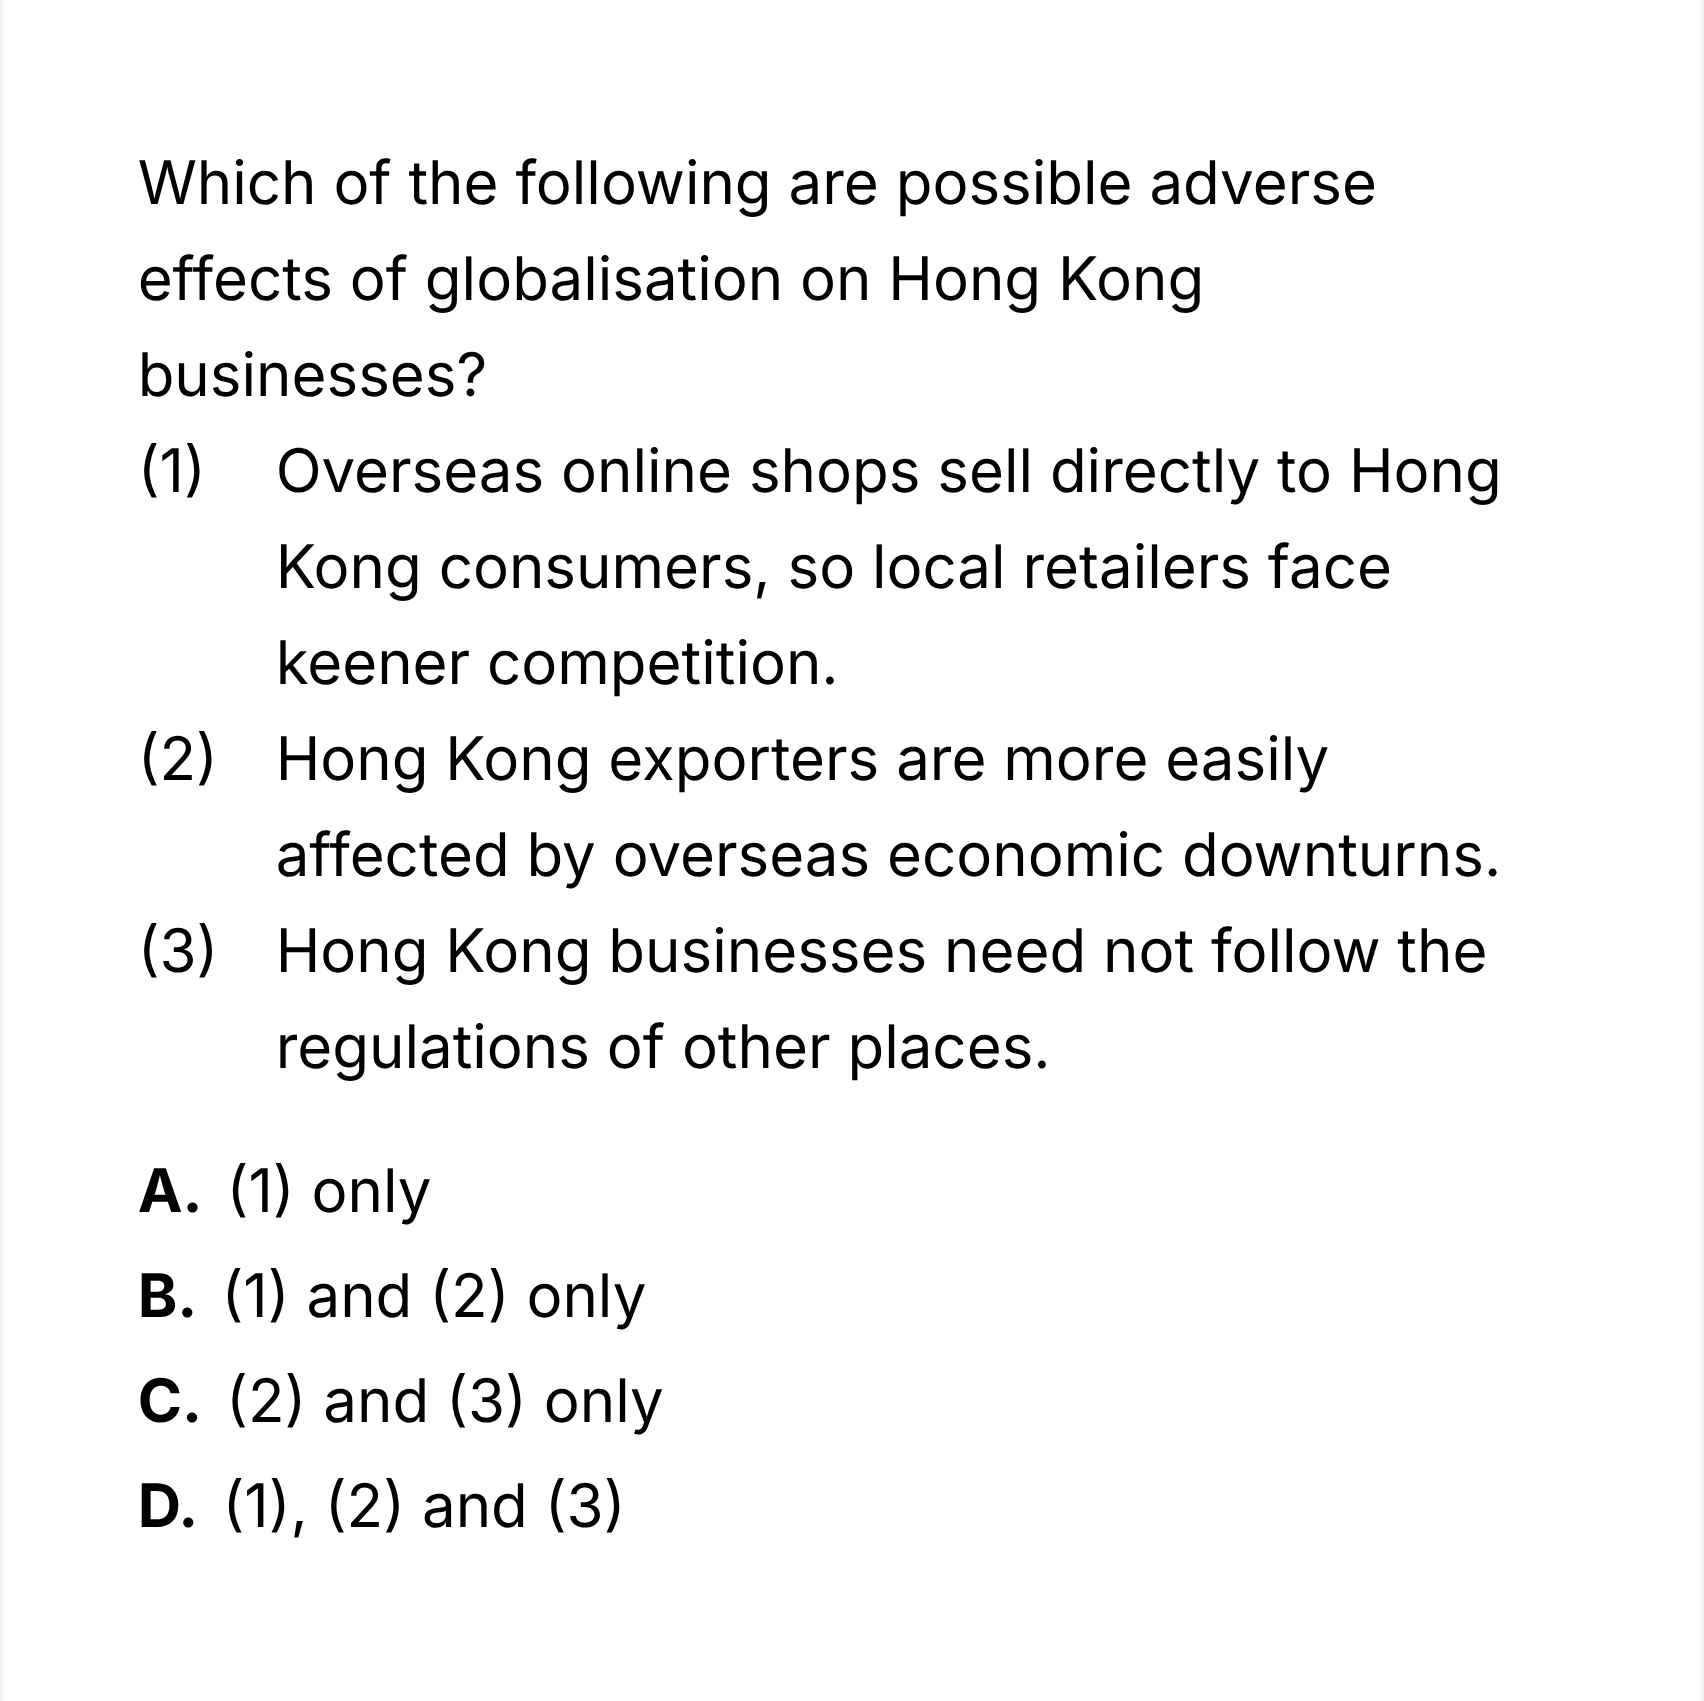 Which of the following are possible adverse
effects of globalisation on Hong Kong
businesses?
(1) Overseas online shops sell directly to Hong
Kong consumers, so local retailers face
keener competition.
(2) Hong Kong exporters are more easily
affected by overseas economic downturns.
(3) Hong Kong businesses need not follow the
regulations of other places.
A. (1) only
B. (1) and (2) only
C. (2) and (3) only
D. (1), (2) and (3)